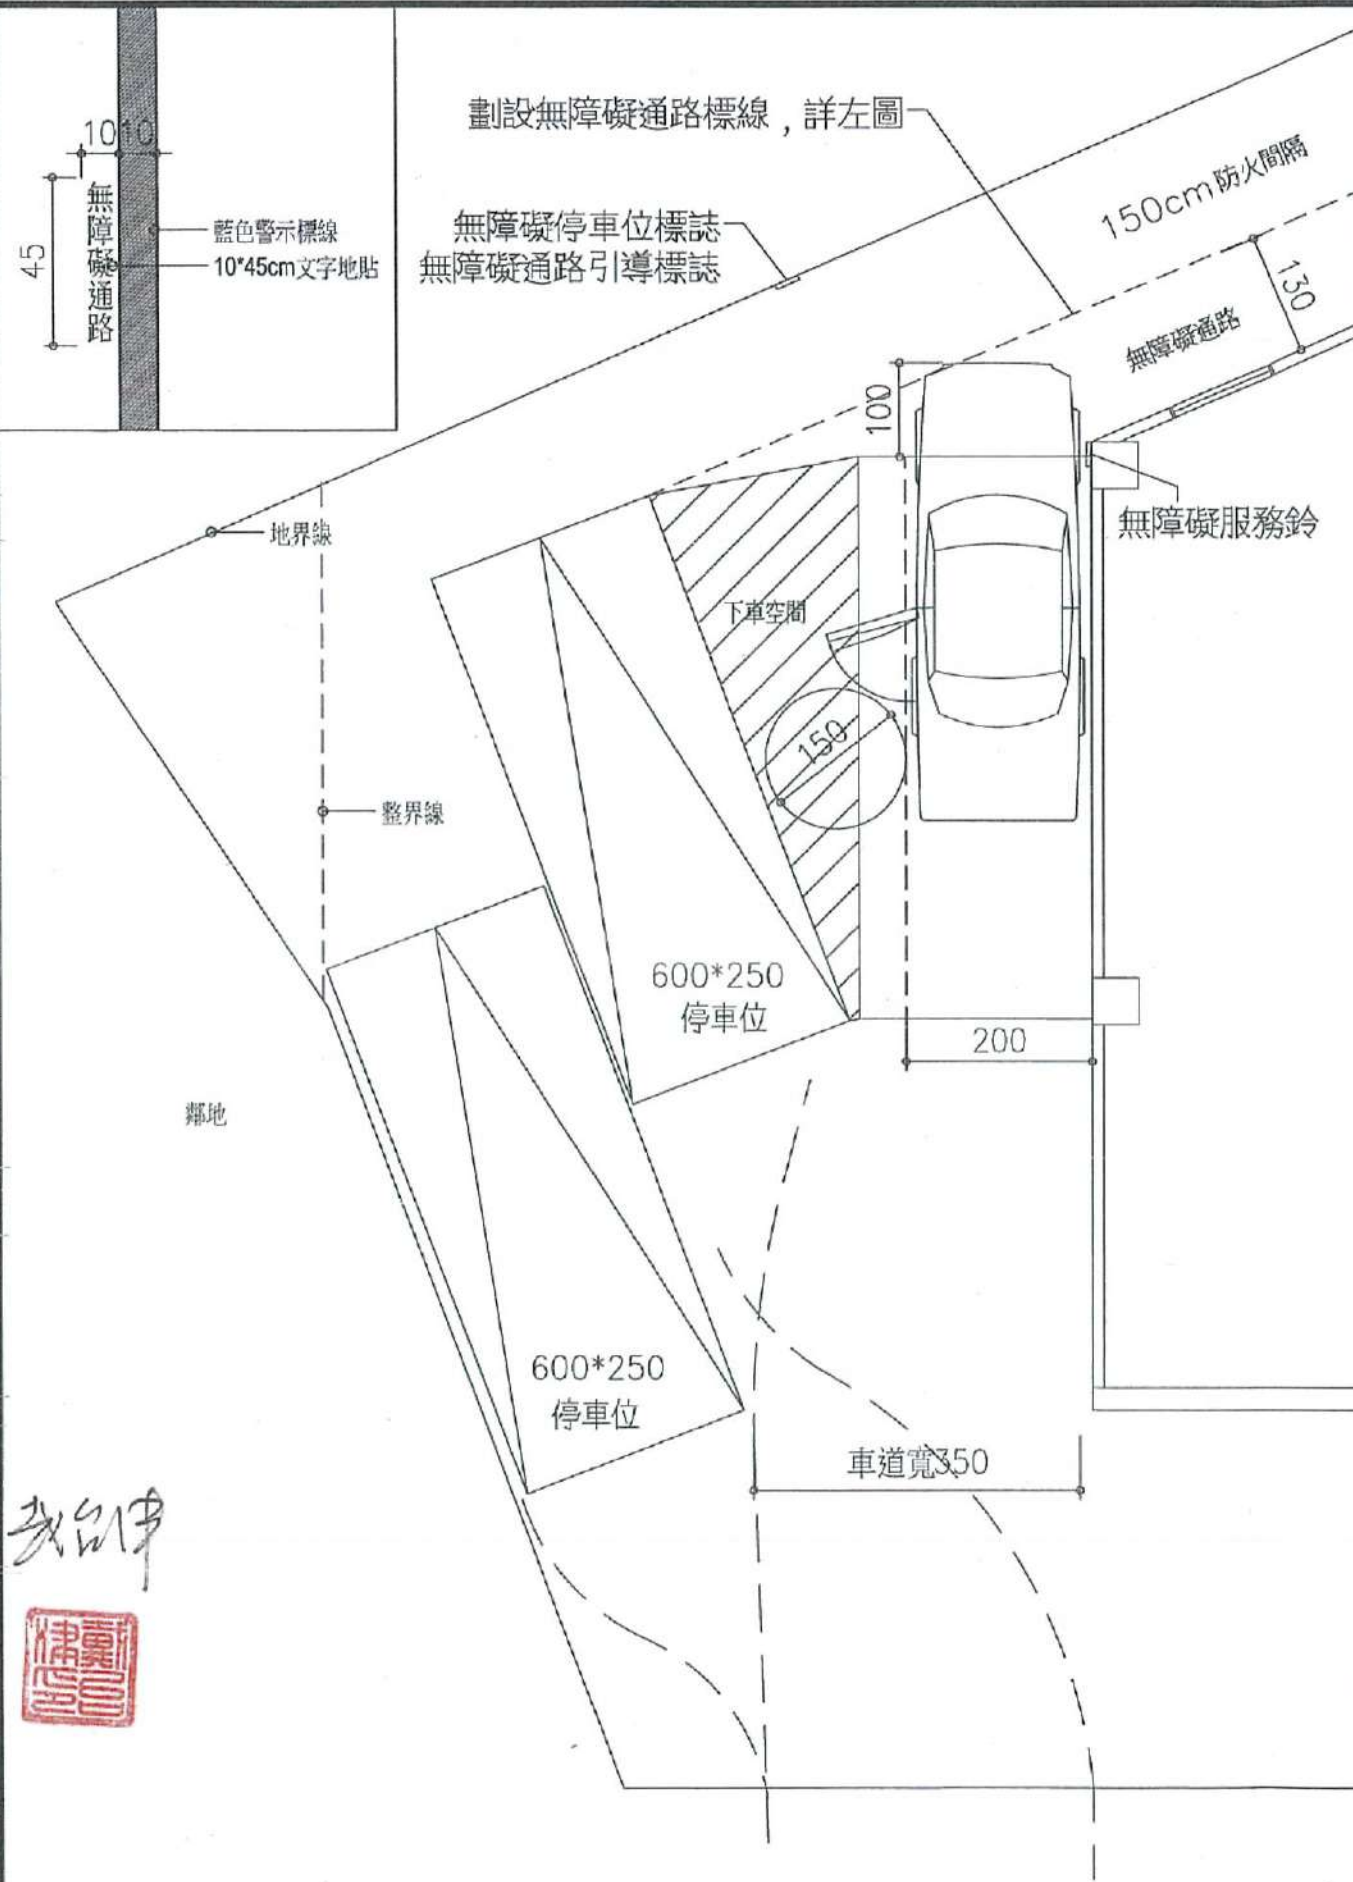 10
10
45
無障礙通路
藍色警示標線
10*45cm文字地貼
劃設無障礙通路標線，詳左圖
無障礙停車位標誌
無障礙通路引導標誌
150cm防火間隔
130
無障礙通路
100
無障礙服務鈴
地界線
下車空間
150
整界線
600*250
停車位
200
鄰地
600*250
停車位
車道寬350